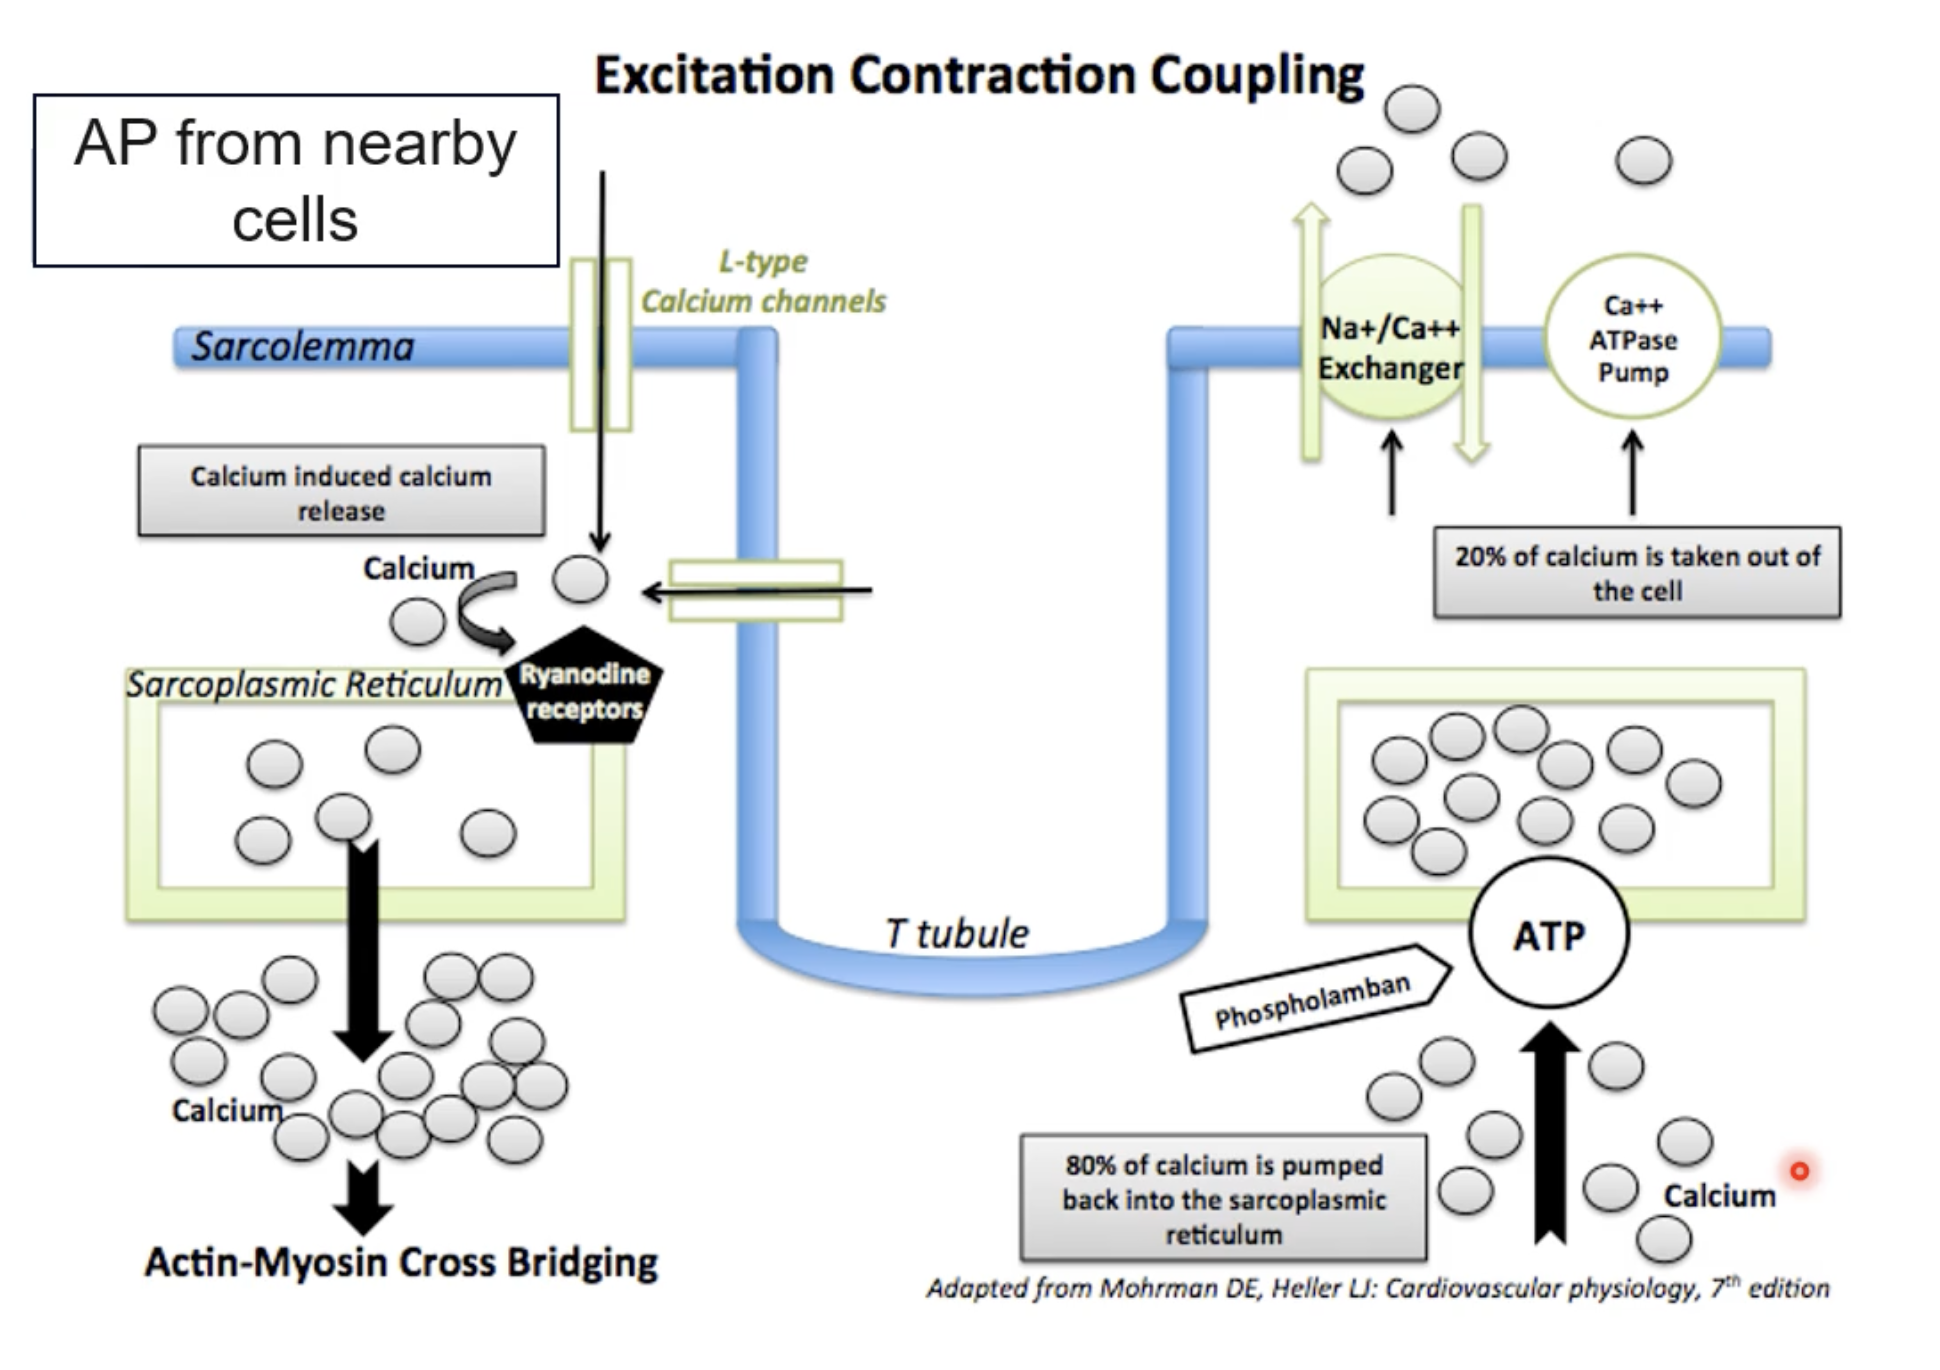 Excitation Contraction Coupling
AP from nearby
cells
L-type
Calcium channels
Sarcolemma
Calcium induced calcium
release
Calcium
Ryanodine
receptors
Sarcoplasmic Reticulum
Calcium
Actin-Myosin Cross Bridging
T tubule
Na+/Ca++
Exchanger
Ca++
ATPase
Pump
20% of calcium is taken out of
the cell
ATP
Phospholamban
80% of calcium is pumped
back into the sarcoplasmic
reticulum
Calcium
Adapted from Mohrman DE, Heller LJ: Cardiovascular physiology, 7th edition